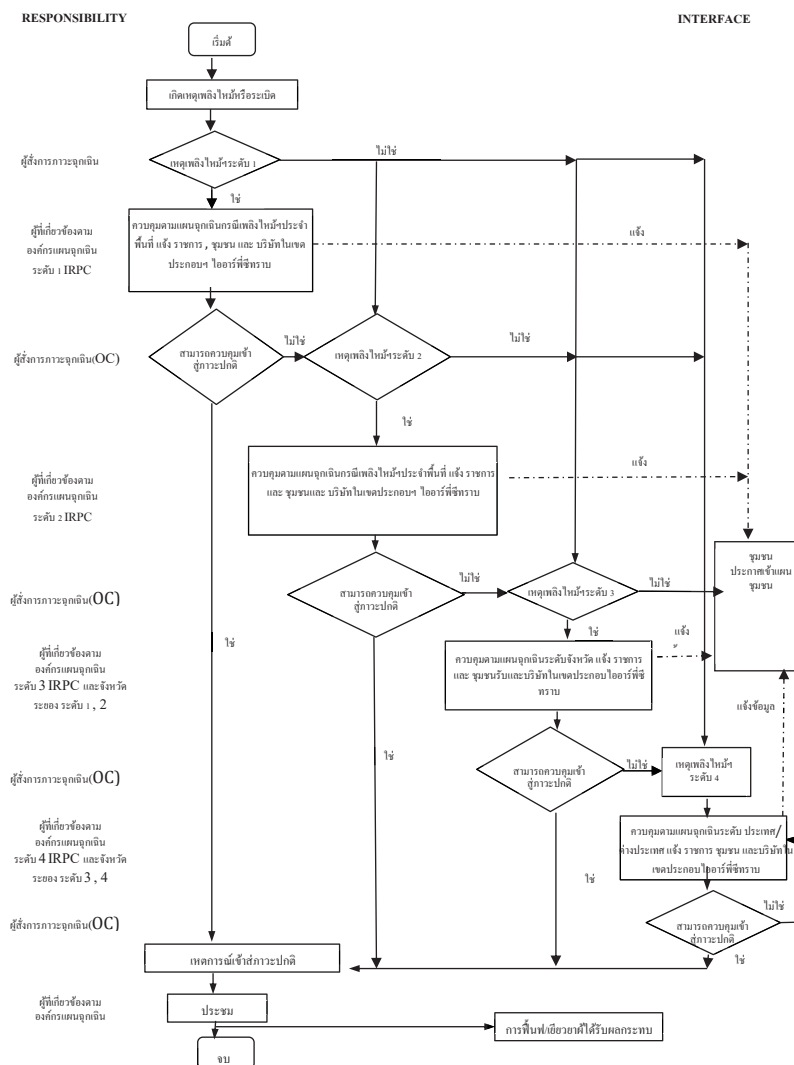 RESPONSIBILITY
INTERFACE
เริ่มต้
เกิดเหตุเพลิงไหม้หรือระเบิด
ผู้สั่งการภาวะฉุกเฉิน
เหตุเพลิงไหม้ฯระดับ 1
ไม่ใช่
ใช่
ผู้ที่เกี่ยวข้องตาม
องค์กรแผนฉุกเฉิน
ระดับ 1 IRPC
ควบคุมตามแผนฉุกเฉินกรณีเพลิงไหม้ฯประจำ
พื้นที่ แจ้ง ราชการ , ชุมชน และ บริษัทในเขต
ประกอบฯ ไออาร์พีซีทราบ
แจ้ง
ผู้สั่งการภาวะฉุกเฉิน(OC)
สามารถควบคุมเข้า
สู่ภาวะปกติ
ไม่ใช่
เหตุเพลิงไหม้ฯระดับ 2
ไม่ใช่
ใช่
ผู้ที่เกี่ยวข้องตาม
องค์กรแผนฉุกเฉิน
ระดับ 2 IRPC
ควบคุมตามแผนฉุกเฉินกรณีเพลิงไหม้ฯประจำพื้นที่ แจ้ง ราชการ
และ ชุมชนและ บริษัทในเขตประกอบฯ ไออาร์พีซีทราบ
แจ้ง
ชุมชน
ประกาศเข้าแผน
ชุมชน
ผู้สั่งการภาวะฉุกเฉิน(OC)
สามารถควบคุมเข้า
สู่ภาวะปกติ
ไม่ใช่
เหตุเพลิงไหม้ฯระดับ 3
ไม่ใช่
ใช่
ใช่
แจ้ง
ผู้ที่เกี่ยวข้องตาม
องค์กรแผนฉุกเฉิน
ระดับ 3 IRPC และจังหวัด
ระยอง ระดับ 1 , 2
ควบคุมตามแผนฉุกเฉินระดับจังหวัด แจ้ง ราชการ
และ ชุมชนรับและบริษัทในเขตประกอบไออาร์พีซี
ทราบ
แจ้งข้อมูล
ใช่
ผู้สั่งการภาวะฉุกเฉิน(OC)
สามารถควบคุมเข้า
สู่ภาวะปกติ
ไม่ใช่
เหตุเพลิงไหม้ฯ
ระดับ 4
ผู้ที่เกี่ยวข้องตาม
องค์กรแผนฉุกเฉิน
ระดับ 4 IRPC และจังหวัด
ระยอง ระดับ 3 , 4
ควบคุมตามแผนฉุกเฉินระดับ ประเทศ/
ต่างประเทศ แจ้ง ราชการ ชุมชน และบริษัทใน
เขตประกอบไออาร์พีซีทราบ
ใช่
ผู้สั่งการภาวะฉุกเฉิน(OC)
สามารถควบคุมเข้า
สู่ภาวะปกติ
ไม่ใช่
ใช่
เหตุการณ์เข้าสู่ภาวะปกติ
ผู้ที่เกี่ยวข้องตาม
องค์กรแผนฉุกเฉิน
ประชม
การฟื้นฟู/เยียวยาผู้ได้รับผลกระทบ
จบ